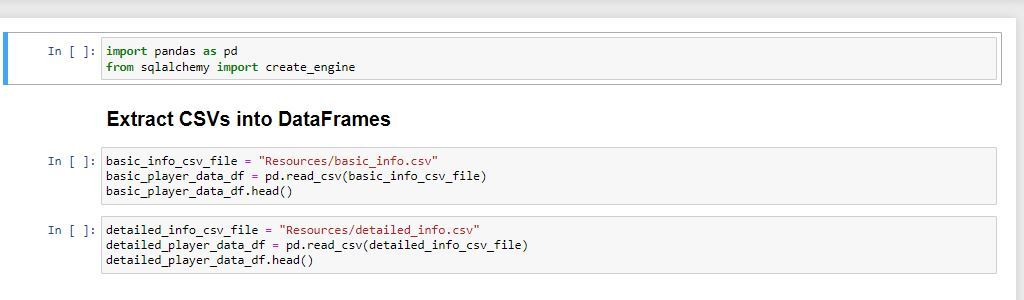 In [ ]: import pandas as pd
from sqlalchemy import create_engine
Extract CSVs into DataFrames
In [ ]: basic_info_csv_file = "Resources/basic_info.csv"
basic_player_data_df = pd.read_csv(basic_info_csv_file)
basic_player_data_df.head()
In [ ]: detailed_info_csv_file = "Resources/detailed_info.csv"
detailed_player_data_df = pd.read_csv(detailed_info_csv_file)
detailed_player_data_df.head()